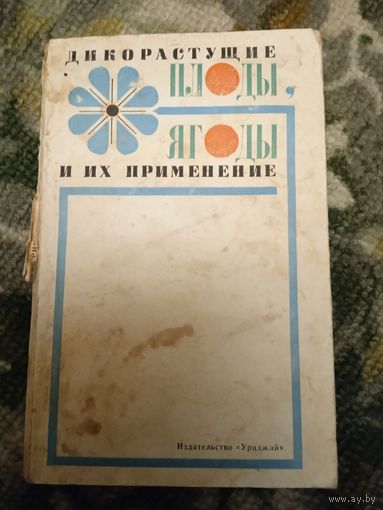 ДИКОРАСТУЩИЕ
ПЛОДЫ,
ЯГОДЫ
И ИХ ПРИМЕНЕНИЕ
Издательство «Ураджай»
www.ay.by